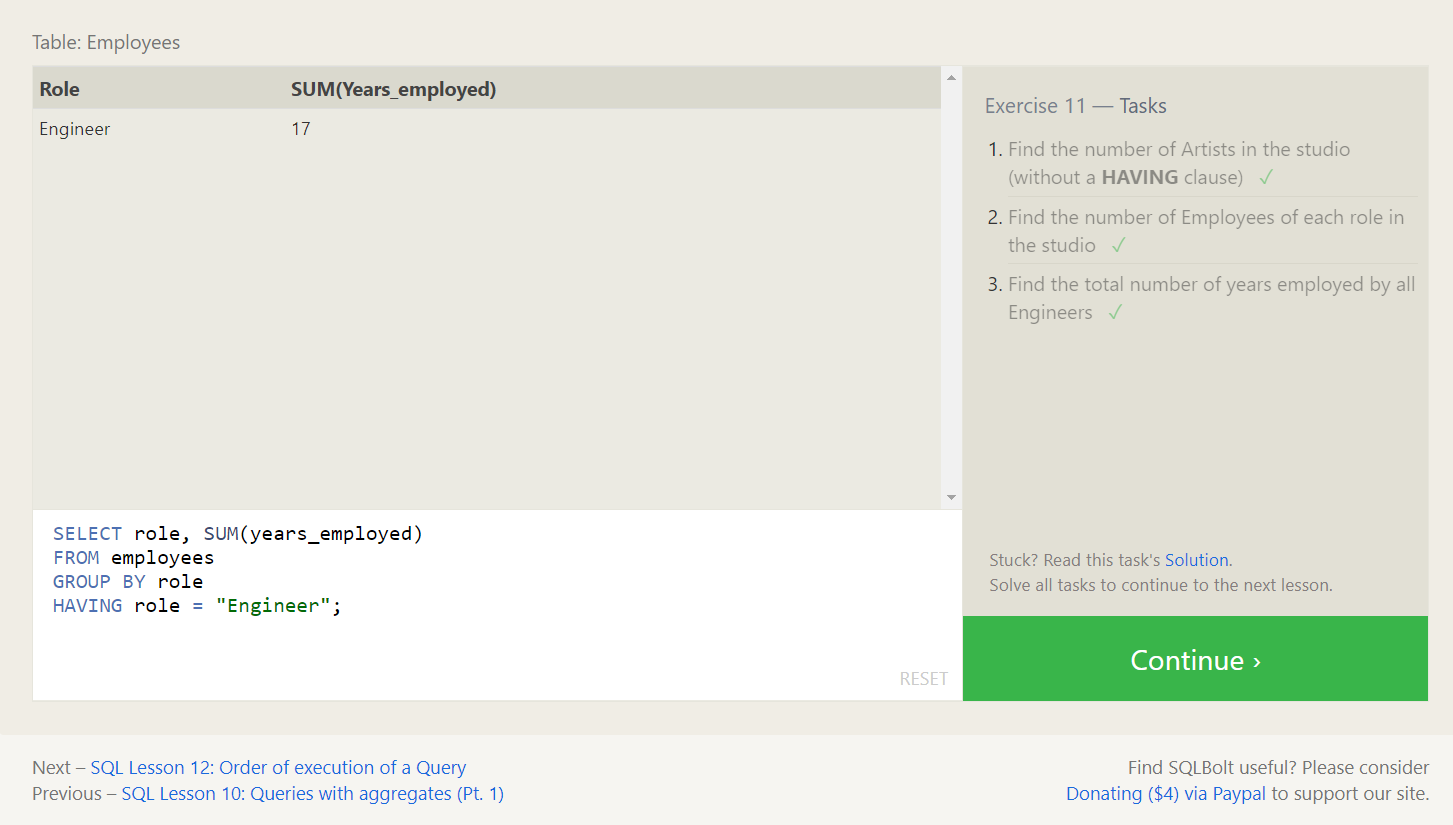 Table: Employees
Role SUM(Years_employed)
Engineer 17
SELECT role, SUM(years_employed)
FROM employees
GROUP BY role
HAVING role = "Engineer";
RESET
Exercise 11 — Tasks
1. Find the number of Artists in the studio
(without a HAVING clause) ✓
2. Find the number of Employees of each role in
the studio ✓
3. Find the total number of years employed by all
Engineers ✓
Stuck? Read this task's Solution.
Solve all tasks to continue to the next lesson.
Continue ›
Next – SQL Lesson 12: Order of execution of a Query
Previous – SQL Lesson 10: Queries with aggregates (Pt. 1)
Find SQLBolt useful? Please consider
Donating ($4) via Paypal to support our site.